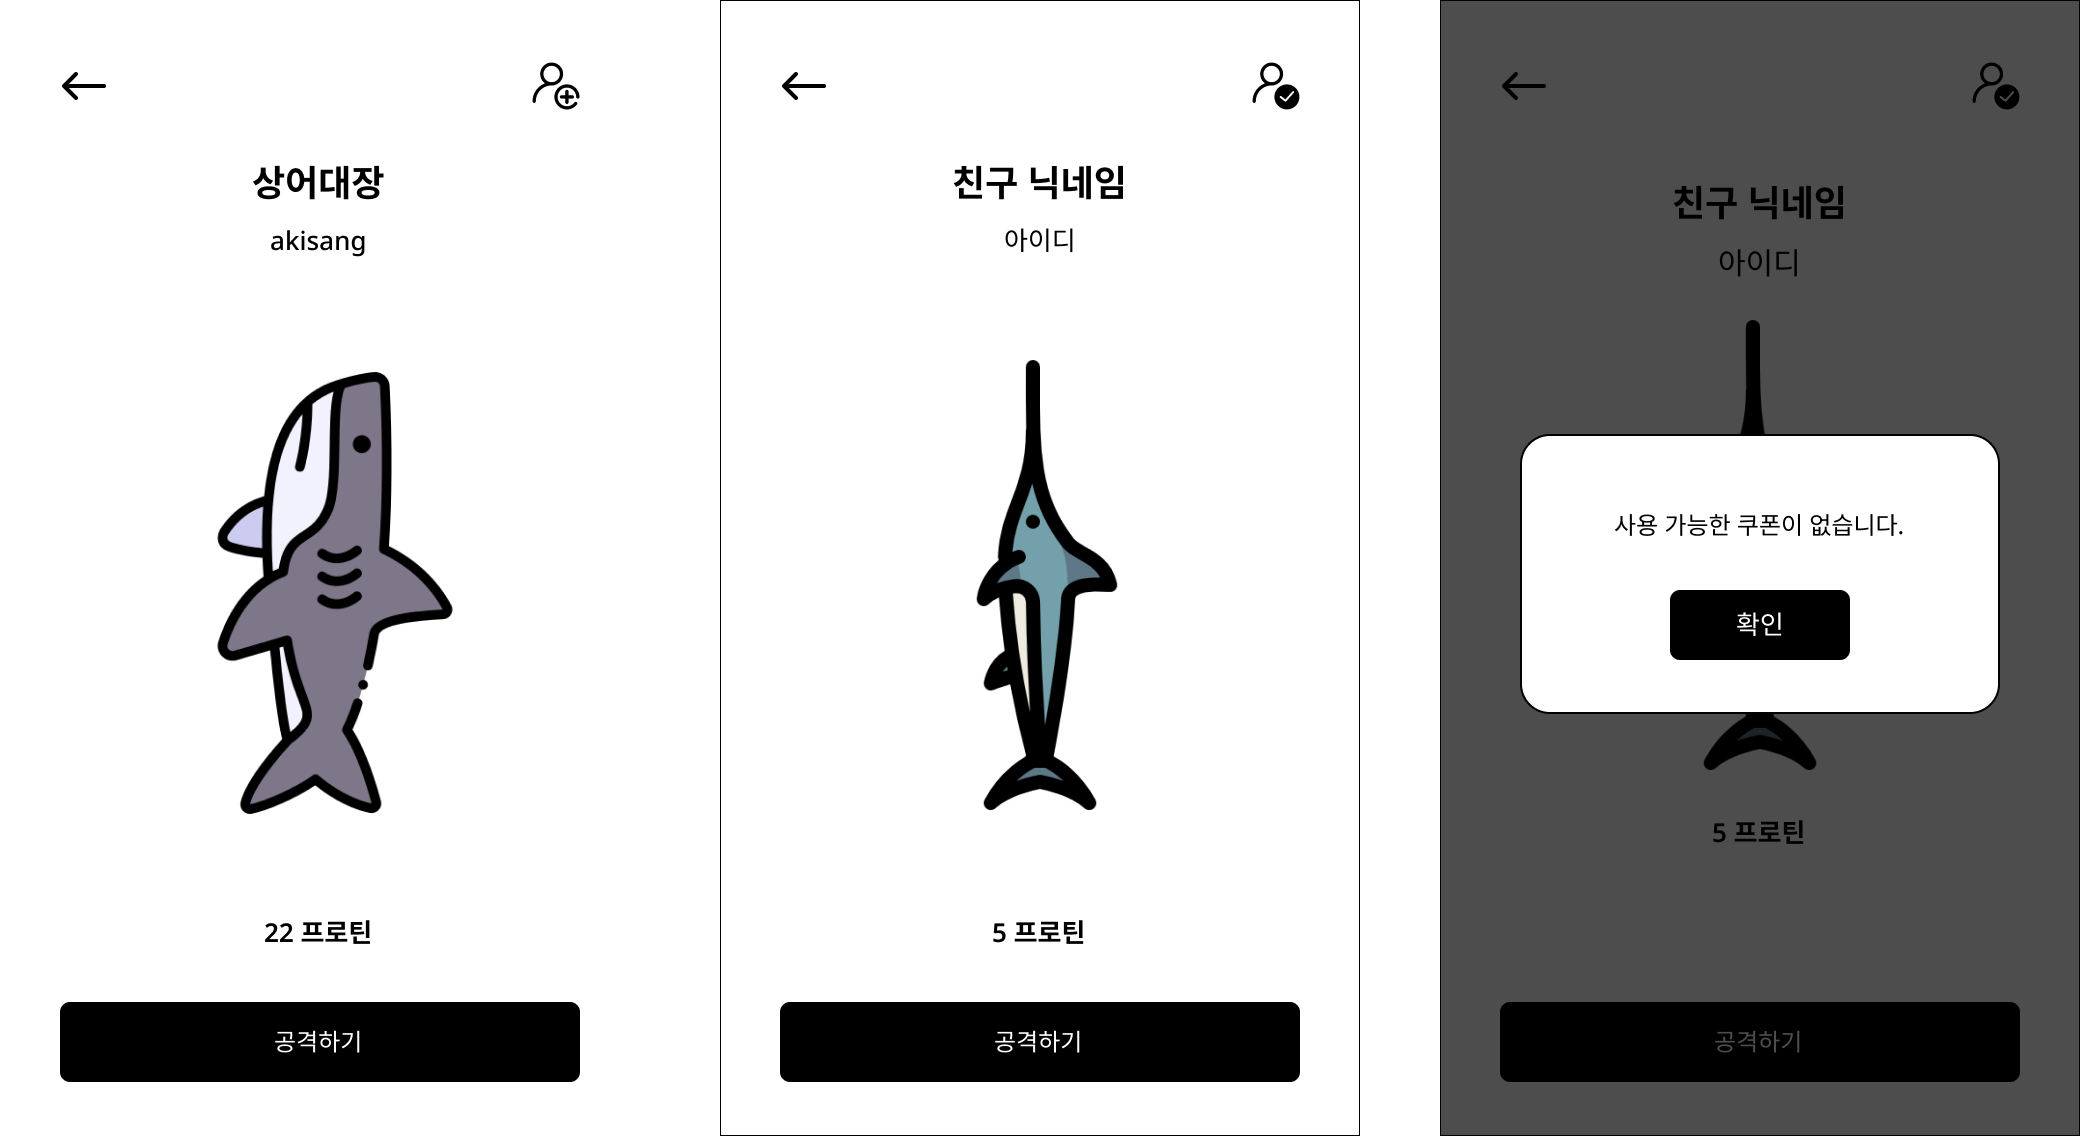 상어대장
akisang
22 프로틴
공격하기
친구 닉네임
아이디
5 프로틴
공격하기
친구 닉네임
아이디
사용 가능한 쿠폰이 없습니다.
확인
5 프로틴
공격하기